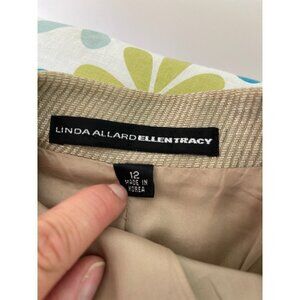 LINDA ALLARD ELLEN TRACY
12
MADE IN
KOREA